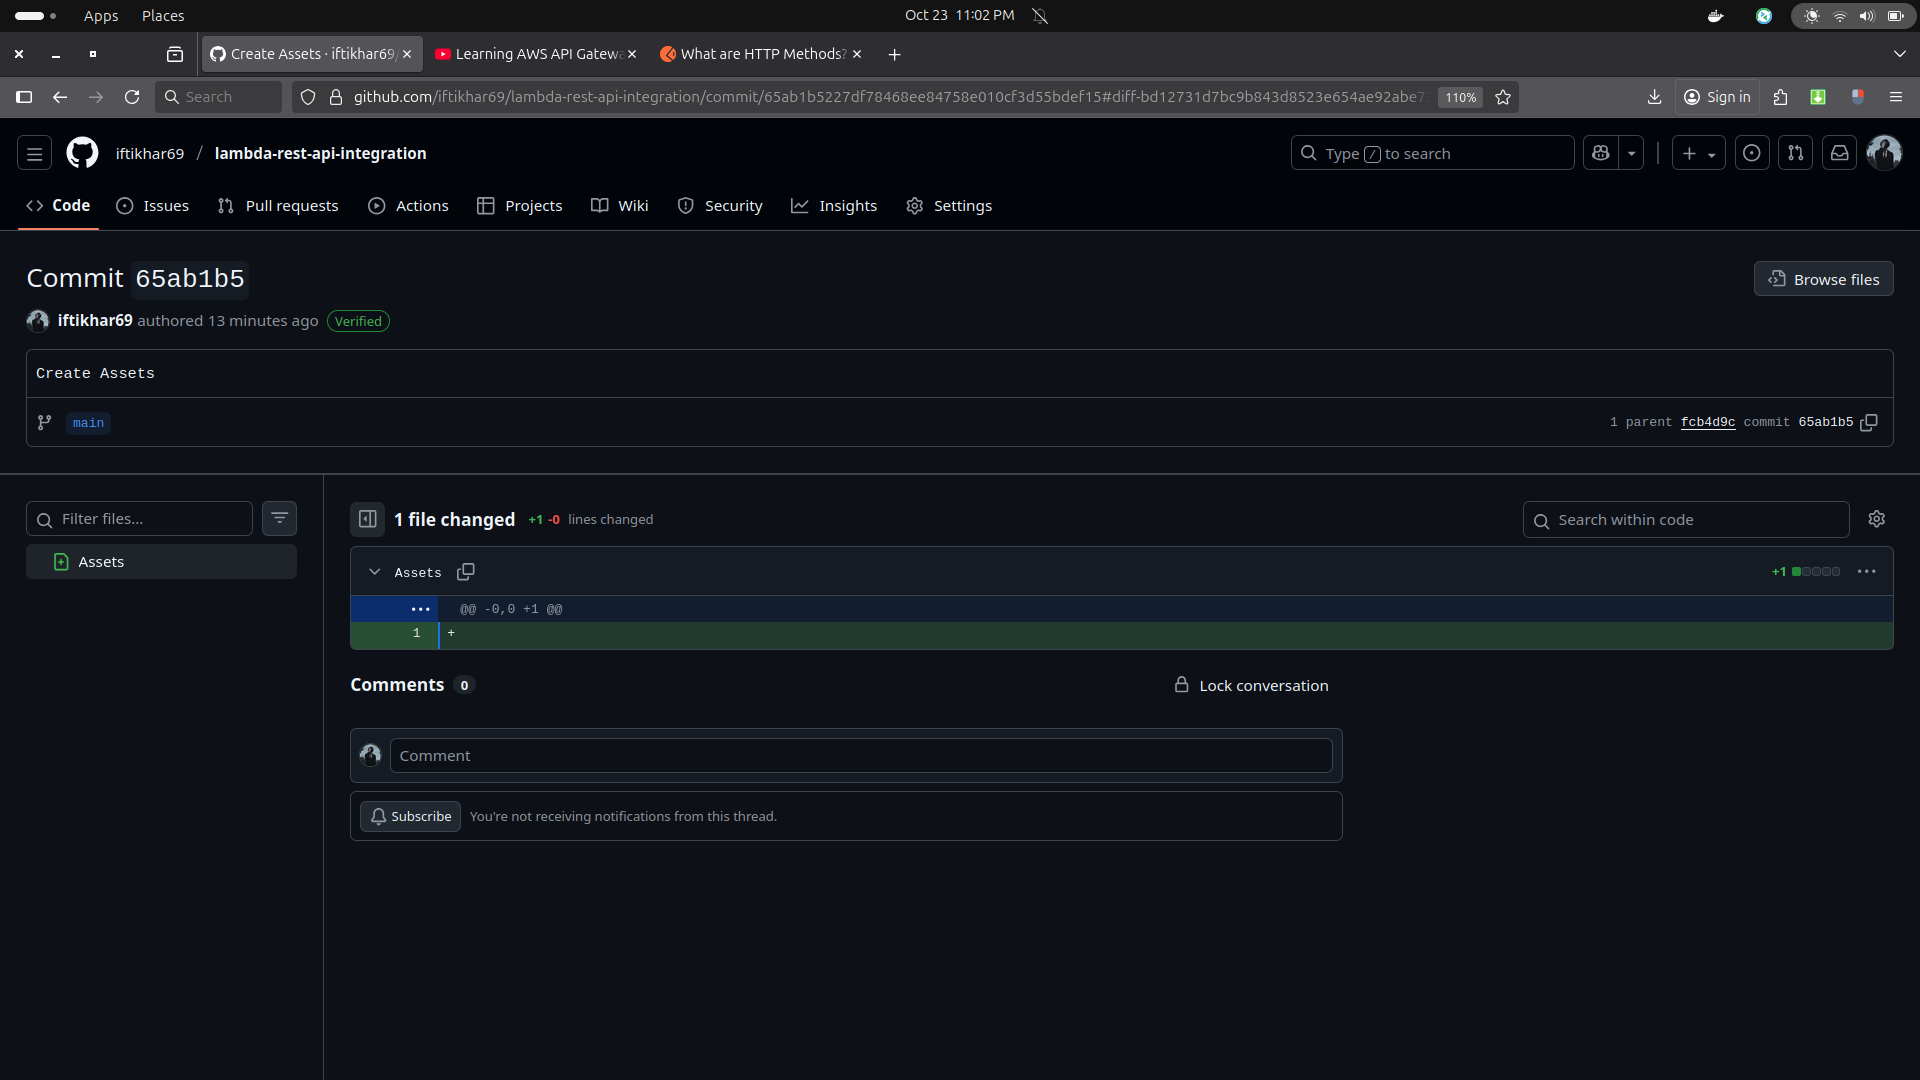 Apps Places Oct 23 11:02 PM
Create Assets · iftikhar69/ Learning AWS API Gatewa What are HTTP Methods?
Search github.com/iftikhar69/lambda-rest-api-integration/commit/65ab1b5227df78468ee84758e010cf3d55bdef15#diff-bd12731d7bc9b843d8523e654ae92abe7 110% Sign in
iftikhar69 / lambda-rest-api-integration Type / to search
Code Issues Pull requests Actions Projects Wiki Security Insights Settings
Commit 65ab1b5 Browse files
iftikhar69 authored 13 minutes ago Verified
Create Assets
main 1 parent fcb4d9c commit 65ab1b5
Filter files... 1 file changed +1 -0 lines changed Search within code
Assets
Assets +1
@@ -0,0 +1 @@
1 +
Comments 0 Lock conversation
Comment
Subscribe You're not receiving notifications from this thread.